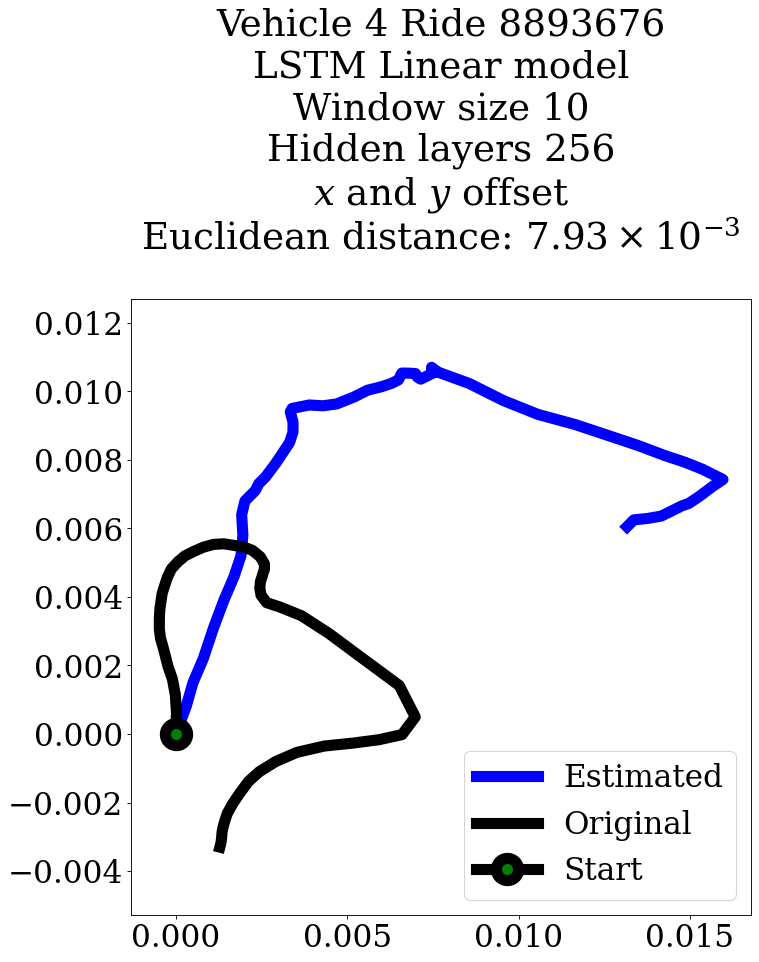 Vehicle 4 Ride 8893676
LSTM Linear model
Window size 10
Hidden layers 256
x and y offset
Euclidean distance: 7.93 × 10⁻³
0.012
0.010
0.008
0.006
0.004
0.002
0.000
−0.002
−0.004
Estimated
Original
Start
0.000 0.005 0.010 0.015